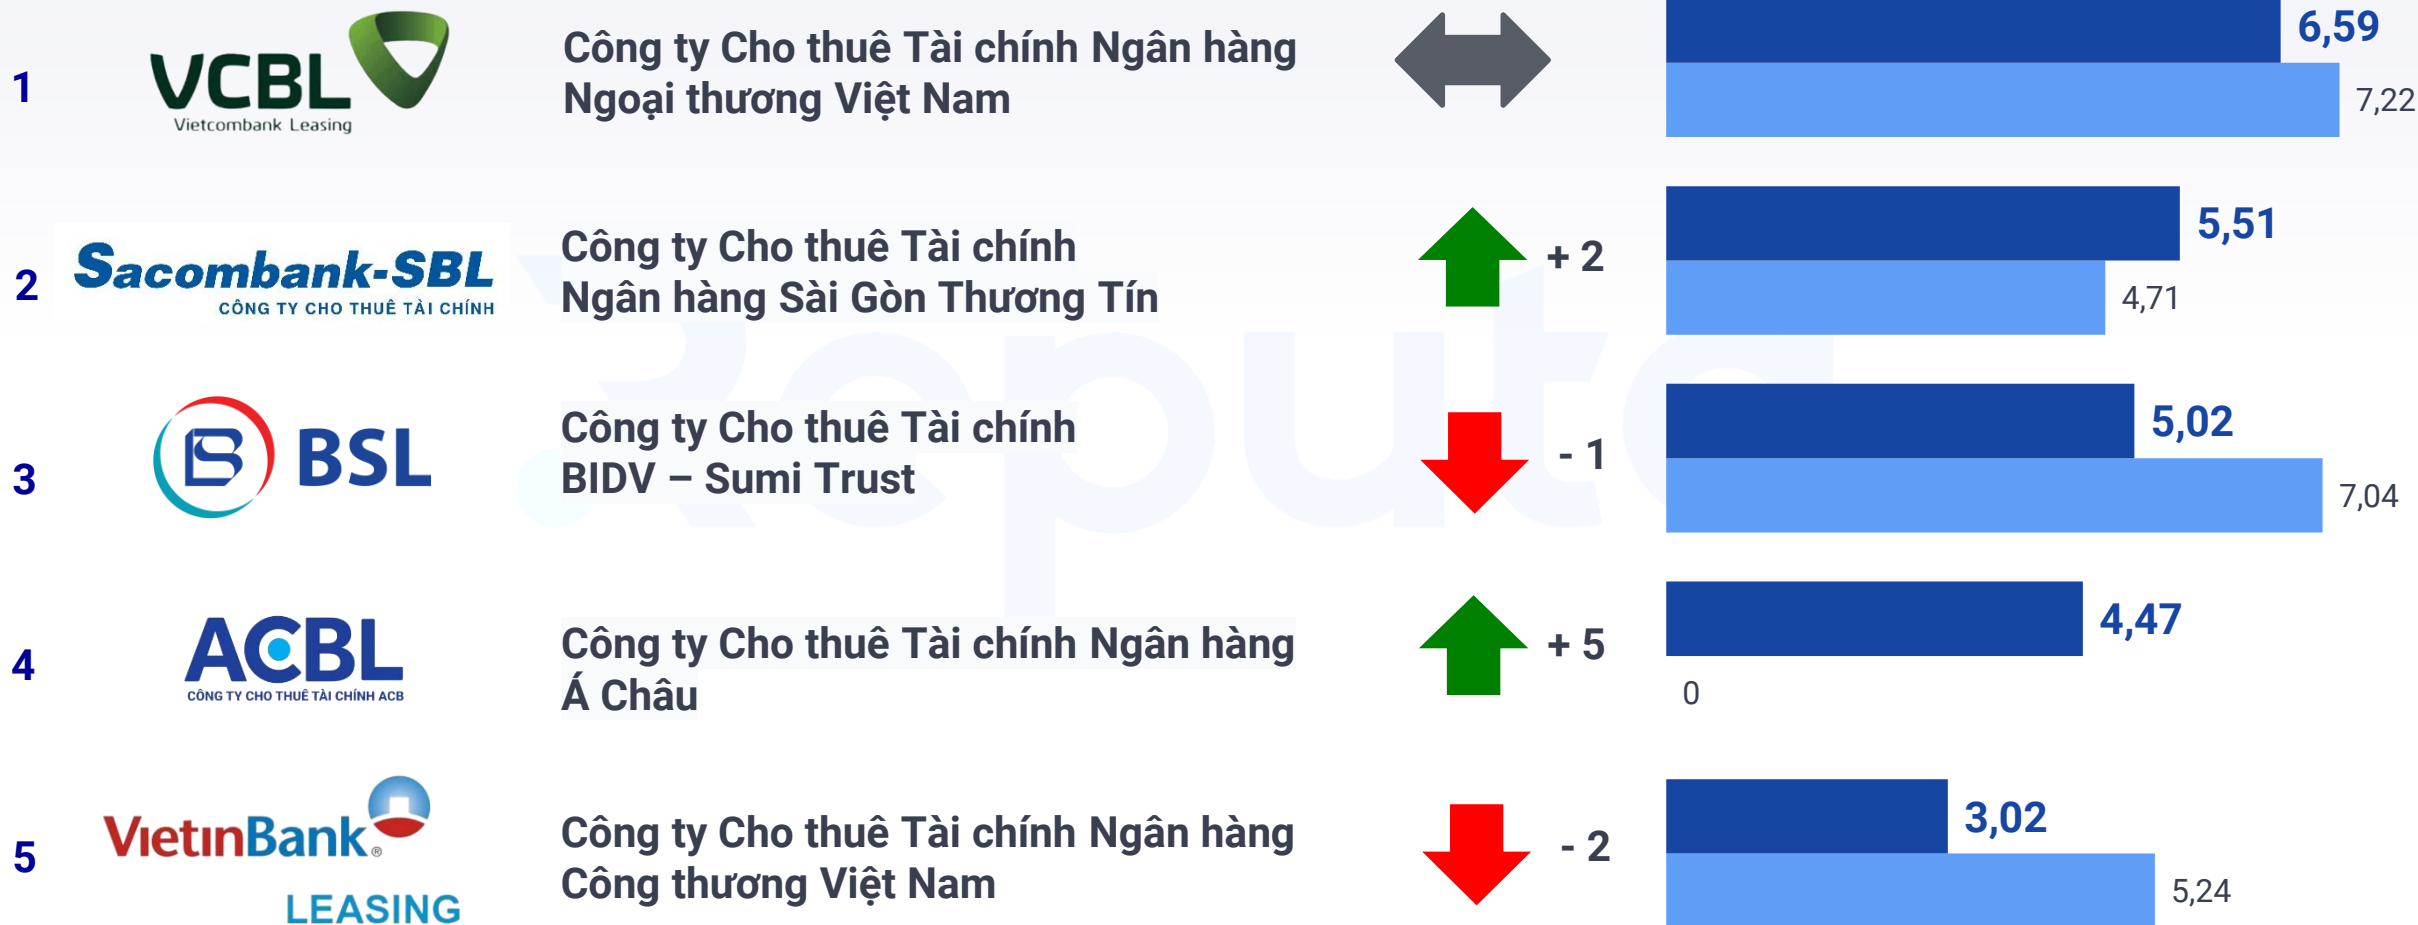 1
VCBL
Vietcombank Leasing
Công ty Cho thuê Tài chính Ngân hàng
Ngoại thương Việt Nam
6,59
7,22
2
Sacombank-SBL
CÔNG TY CHO THUÊ TÀI CHÍNH
Công ty Cho thuê Tài chính
Ngân hàng Sài Gòn Thương Tín
+ 2
5,51
4,71
3
BSL
Công ty Cho thuê Tài chính
BIDV – Sumi Trust
- 1
5,02
7,04
4
ACBL
CÔNG TY CHO THUÊ TÀI CHÍNH ACB
Công ty Cho thuê Tài chính Ngân hàng
Á Châu
+ 5
4,47
0
5
VietinBank®
LEASING
Công ty Cho thuê Tài chính Ngân hàng
Công thương Việt Nam
- 2
3,02
5,24
Reputa